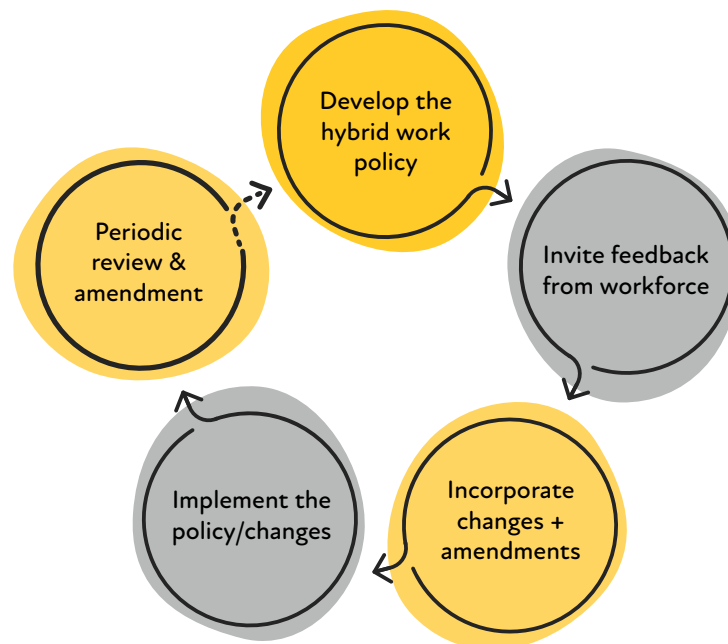 Develop the
hybrid work
policy
Invite feedback
from workforce
Incorporate
changes +
amendments
Implement the
policy/changes
Periodic
review &
amendment